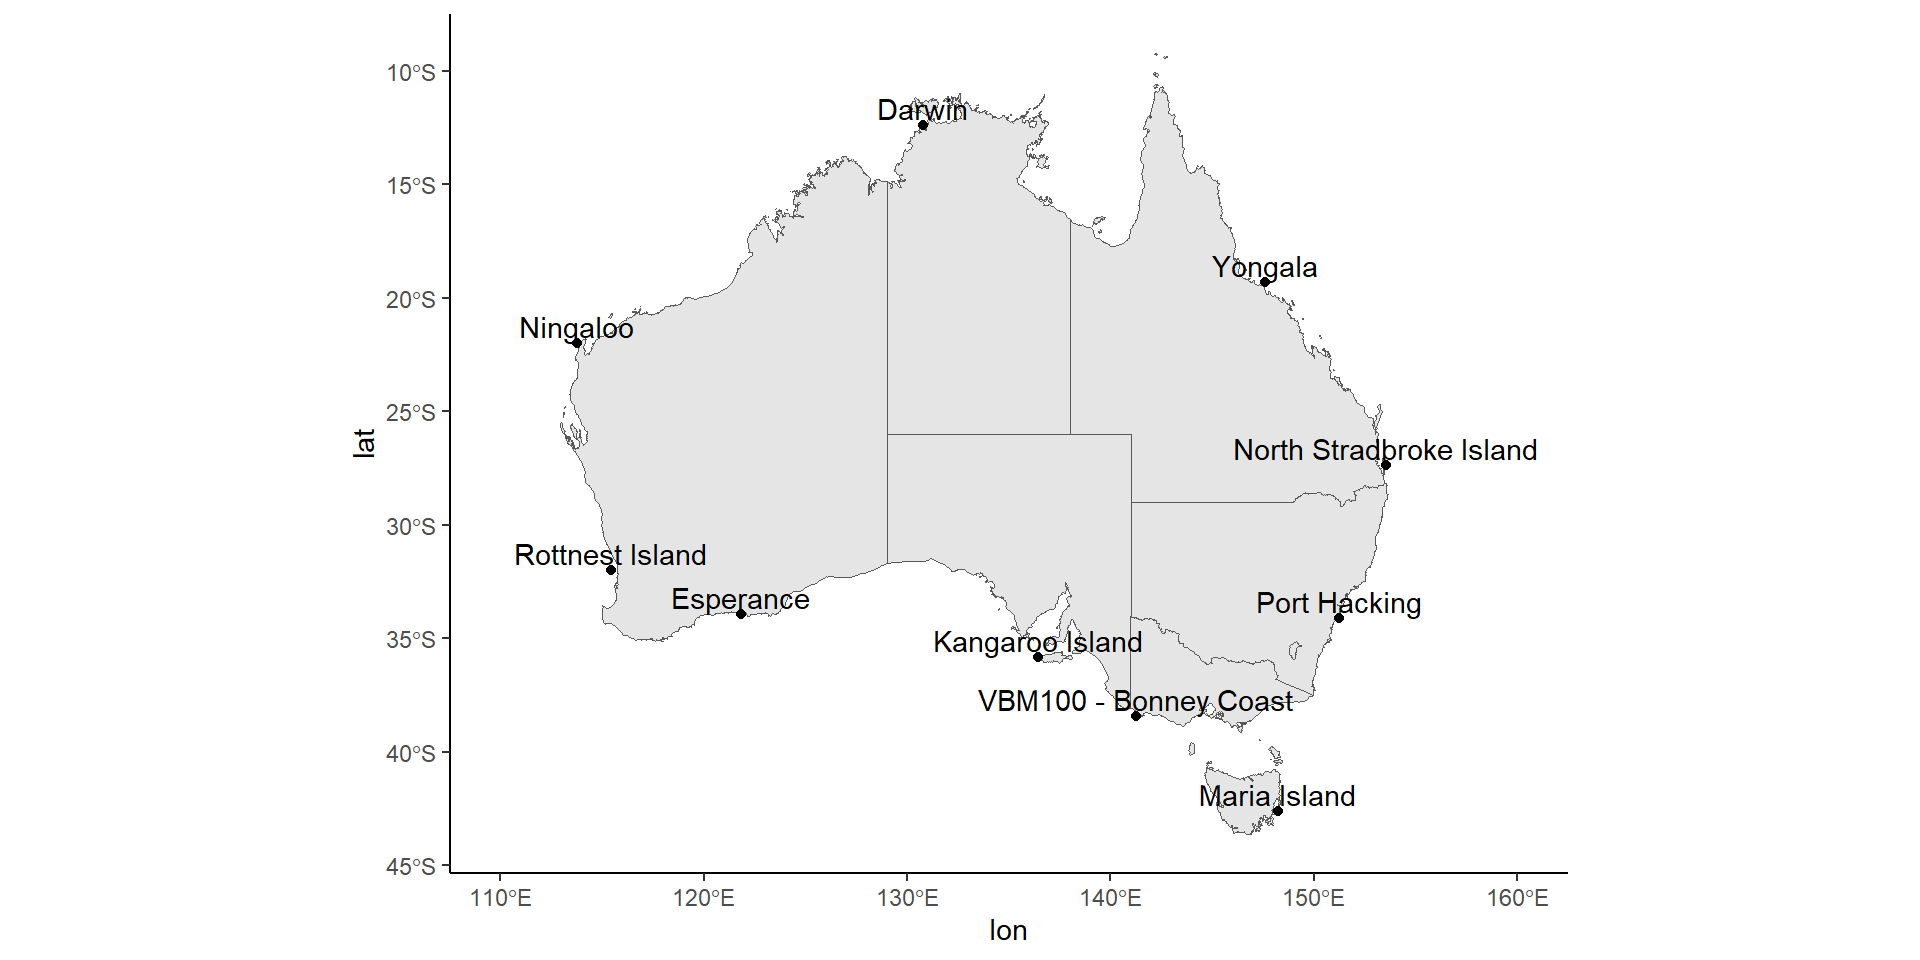 10°S
Darwin
15°S
Yongala
20°S
Ningaloo
25°S
lat
North Stradbroke Island
30°S
Rottnest Island
Esperance
Port Hacking
35°S
Kangaroo Island
VBM100 - Bonney Coast
40°S
Maria Island
45°S
110°E 120°E 130°E 140°E 150°E 160°E
lon